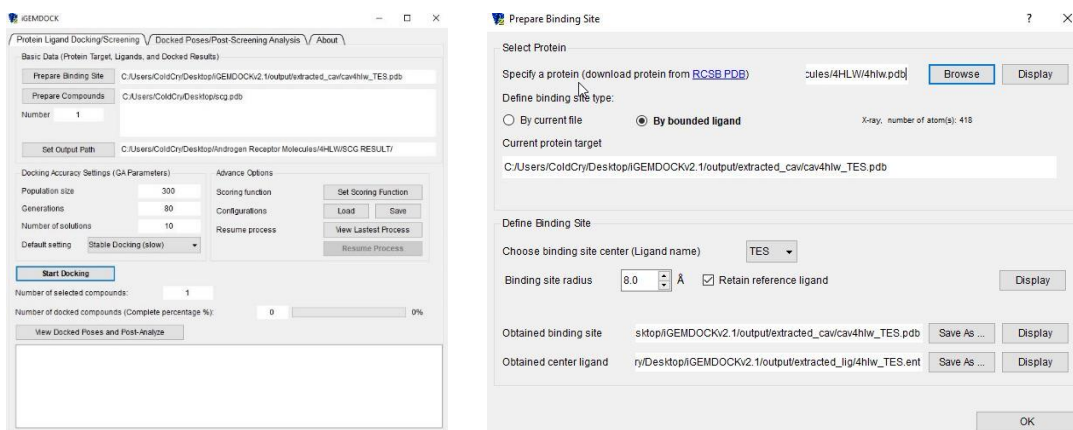 iGEMDOCK
Protein Ligand Docking/Screening Docked Poses/Post-Screening Analysis About
Basic Data (Protein Target, Ligands, and Docked Results)
Prepare Binding Site C:/Users/ColdCry/Desktop/iGEMDOCKv2.1/output/extracted_cav/cav4hlw_TES.pdb
Prepare Compounds C:/Users/ColdCry/Desktop/scg.pdb
Number 1
Set Output Path C:/Users/ColdCry/Desktop/Androgen Receptor Molecules/4HLW/SCG RESULT/
Docking Accuracy Settings (GA Parameters) Advance Options
Population size 300 Scoring function Set Scoring Function
Generations 80 Configurations Load Save
Number of solutions 10 Resume process View Lastest Process
Default setting Stable Docking (slow) Resume Process
Start Docking
Number of selected compounds: 1
Number of docked compounds (Complete percentage %): 0 0%
View Docked Poses and Post-Analyze
Prepare Binding Site ?
Select Protein
Specify a protein (download protein from RCSB PDB) cules/4HLW/4hlw.pdb Browse Display
Define binding site type:
By current file By bounded ligand X-ray, number of atom(s): 418
Current protein target
C:/Users/ColdCry/Desktop/iGEMDOCKv2.1/output/extracted_cav/cav4hlw_TES.pdb
Define Binding Site
Choose binding site center (Ligand name) TES
Binding site radius 8.0 Å Retain reference ligand Display
Obtained binding site sktop/iGEMDOCKv2.1/output/extracted_cav/cav4hlw_TES.pdb Save As ... Display
Obtained center ligand ry/Desktop/iGEMDOCKv2.1/output/extracted_lig/4hlw_TES.ent Save As ... Display
OK